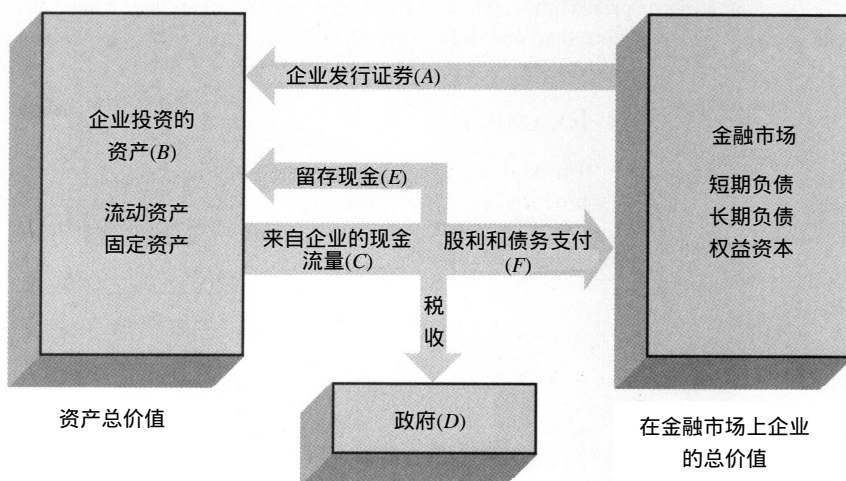 企业发行证券(A)
企业投资的
资产(B)
流动资产
固定资产
留存现金(E)
来自企业的现金
流量(C)
股利和债务支付
(F)
税
收
金融市场
短期负债
长期负债
权益资本
资产总价值
政府(D)
在金融市场上企业
的总价值